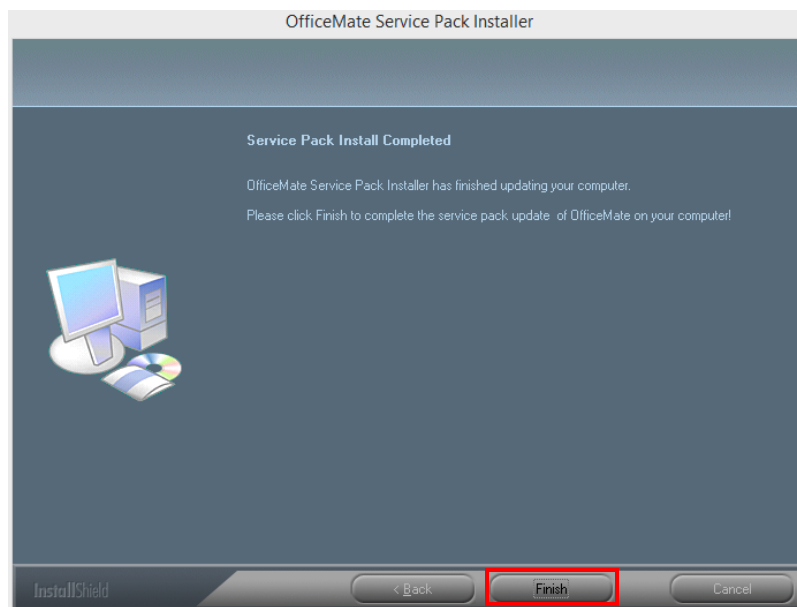 OfficeMate Service Pack Installer
Service Pack Install Completed
OfficeMate Service Pack Installer has finished updating your computer.
Please click Finish to complete the service pack update  of OfficeMate on your computer!
InstallShield
< Back
Finish
Cancel